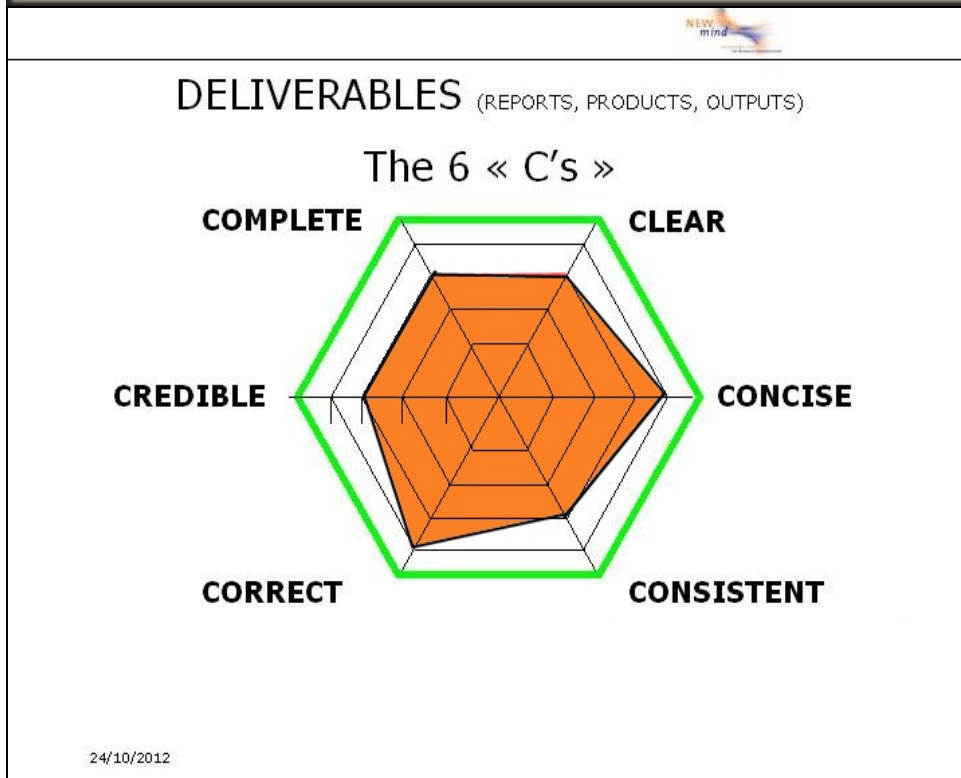 NEW
mind
DELIVERABLES (REPORTS, PRODUCTS, OUTPUTS)
The 6 « C's »
COMPLETE
CLEAR
CREDIBLE
CONCISE
CORRECT
CONSISTENT
24/10/2012